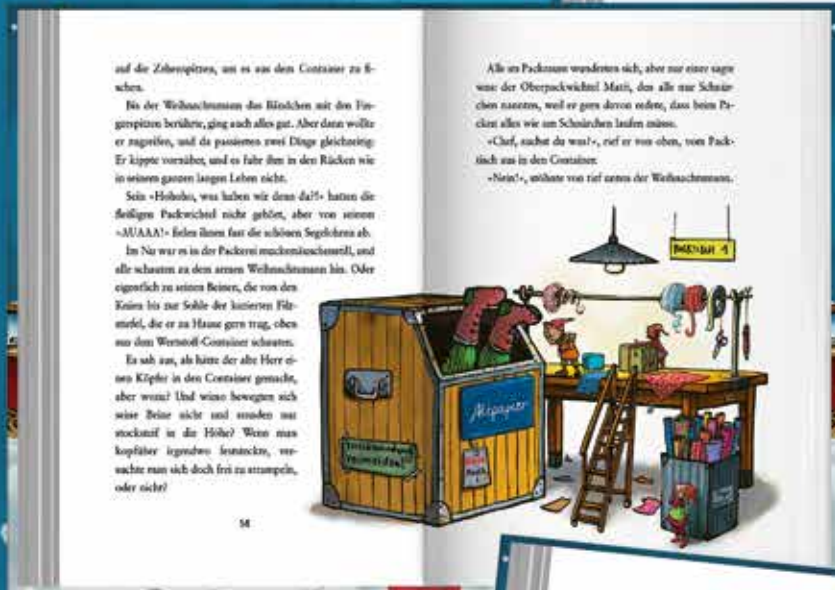 auf die Zehenspitzen, um es aus dem Container zu fi-
schen.
Bis der Weihnachtsmann das Bändchen mit den Fin-
gerspitzen berührte, ging auch alles gut. Aber dann wollte
er zugreifen, und da passierten zwei Dinge gleichzeitig:
Er kippte vornüber, und es fuhr ihm in den Rücken wie
in seinem ganzen langen Leben nicht.
Sein »Hohoho, was haben wir denn da?!« hatten die
fleißigen Packwichtel nicht gehört, aber von seinem
»AUAAA!« fielen ihnen fast die schönen Segelohren ab.
Im Nu war es in der Packerei mucksmäuschenstill, und
alle schauten zu dem armen Weihnachtsmann hin. Oder
eigentlich zu seinen Beinen, die von den
Knien bis zur Sohle der karierten Filz-
stiefel, die er zu Hause gern trug, oben
aus dem Wertstoff-Container schauten.
Es sah aus, als hätte der alte Herr ei-
nen Köpfer in den Container gemacht,
aber wozu? Und wieso bewegten sich
seine Beine nicht und standen nur
stocksteif in die Höhe? Wenn man
kopfüber irgendwo feststeckte, ver-
suchte man sich doch frei zu strampeln,
oder nicht?
14
Alle im Packraum wunderten sich, aber nur einer sagte
was: der Oberpackwichtel Matti, den alle nur Schnür-
chen nannten, weil er gern davon redete, dass beim Pa-
cken alles wie am Schnürchen laufen müsse.
»Chef, suchst du was?«, rief er von oben, vom Pack-
tisch aus in den Container.
»Nein!«, stöhnte von tief unten der Weihnachtsmann.
PACKTISCH 1
Altpapier
vermeiden!